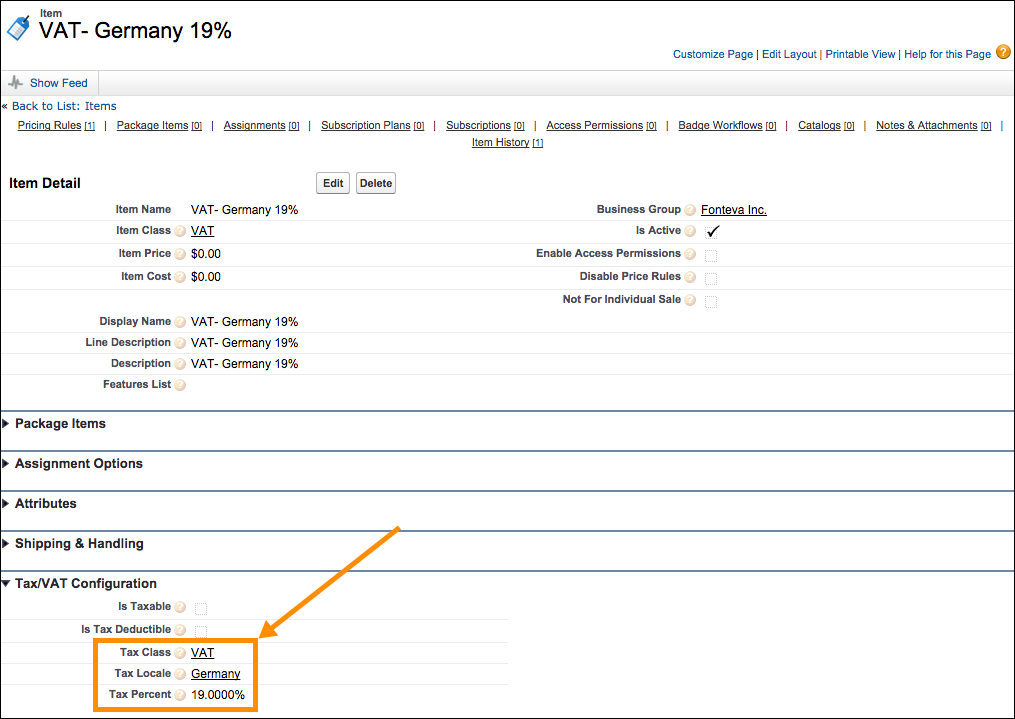 Item
VAT- Germany 19%
Customize Page | Edit Layout | Printable View | Help for this Page ?
Show Feed
« Back to List: Items
Pricing Rules [1] | Package Items [0] | Assignments [0] | Subscription Plans [0] | Subscriptions [0] | Access Permissions [0] | Badge Workflows [0] | Catalogs [0] | Notes & Attachments [0] |
Item History [1]
Item Detail Edit Delete
Item Name VAT- Germany 19% Business Group ? Fonteva Inc.
Item Class ? VAT Is Active ? ✓
Item Price ? $0.00 Enable Access Permissions ?
Item Cost ? $0.00 Disable Price Rules ?
Not For Individual Sale ?
Display Name ? VAT- Germany 19%
Line Description ? VAT- Germany 19%
Description ? VAT- Germany 19%
Features List ?
Package Items
Assignment Options
Attributes
Shipping & Handling
Tax/VAT Configuration
Is Taxable ?
Is Tax Deductible ?
Tax Class ? VAT
Tax Locale ? Germany
Tax Percent ? 19.0000%